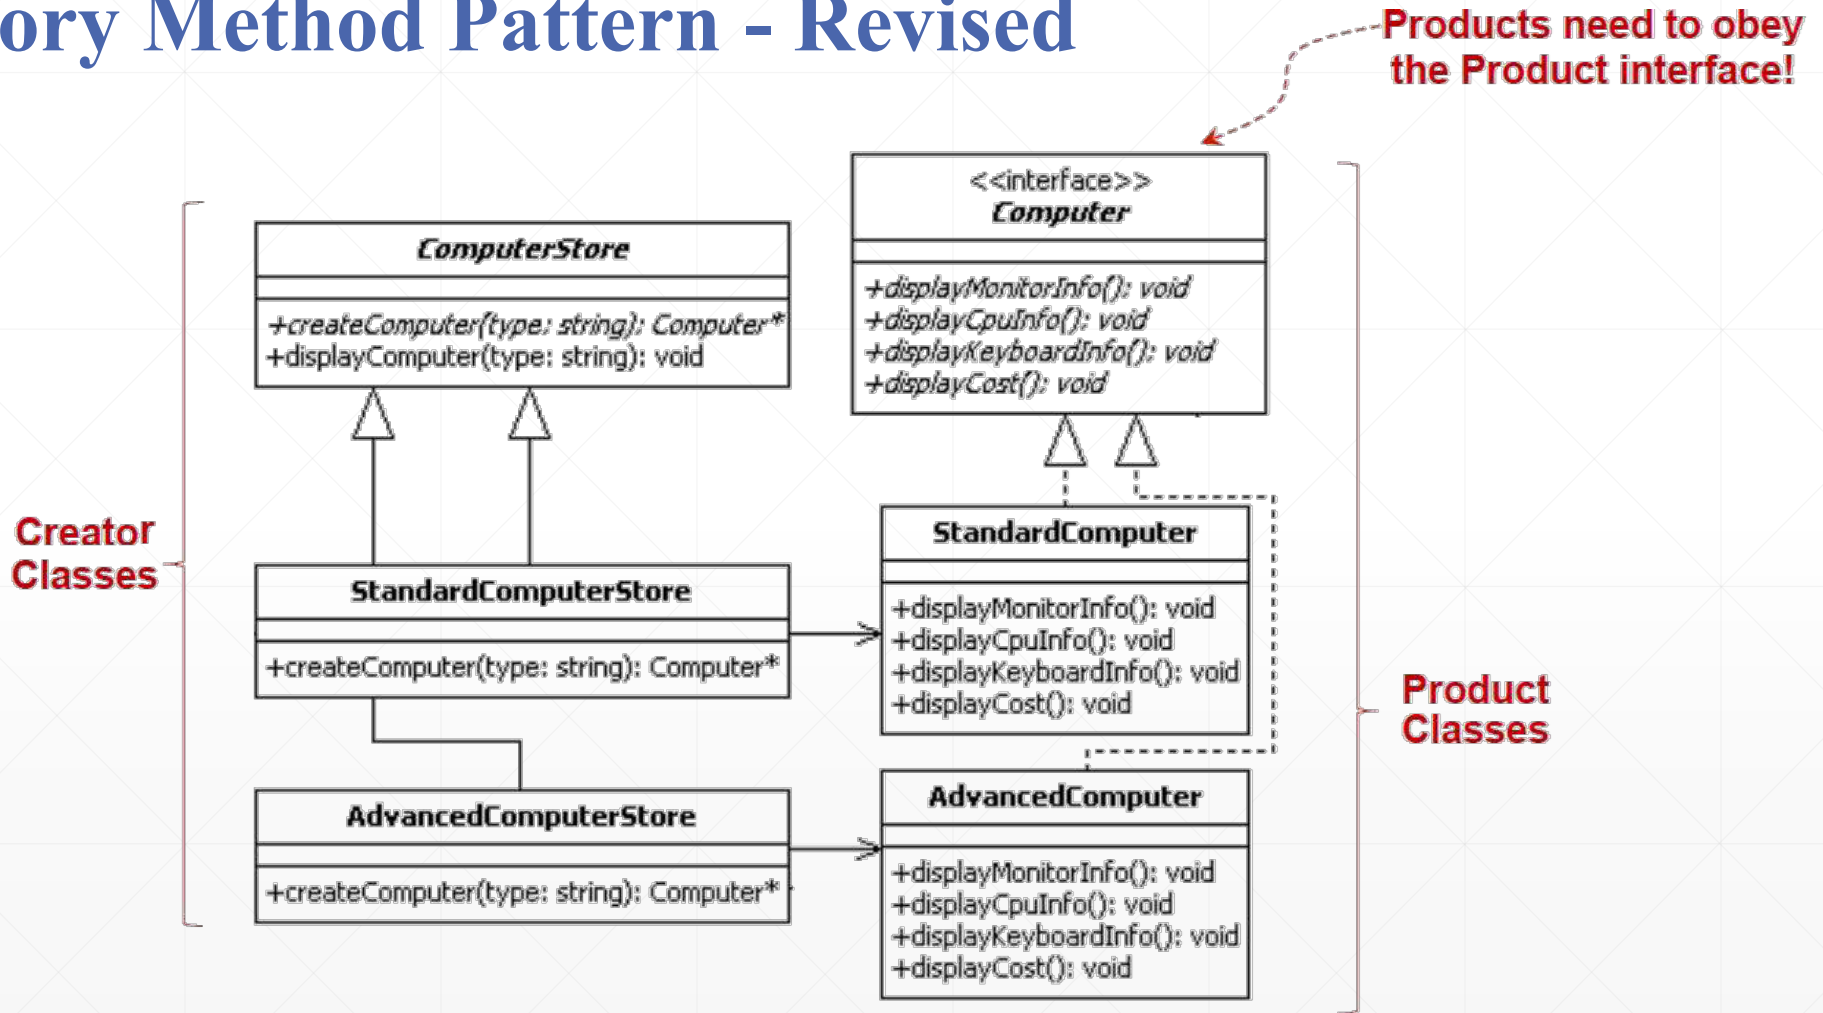 ory Method Pattern - Revised
Products need to obey
the Product interface!
<<interface>>
Computer
+displayMonitorInfo(): void
+displayCpuInfo(): void
+displayKeyboardInfo(): void
+displayCost(): void
ComputerStore
+createComputer(type: string): Computer*
+displayComputer(type: string): void
Creator
Classes
StandardComputerStore
+createComputer(type: string): Computer*
StandardComputer
+displayMonitorInfo(): void
+displayCpuInfo(): void
+displayKeyboardInfo(): void
+displayCost(): void
Product
Classes
AdvancedComputerStore
+createComputer(type: string): Computer*
AdvancedComputer
+displayMonitorInfo(): void
+displayCpuInfo(): void
+displayKeyboardInfo(): void
+displayCost(): void